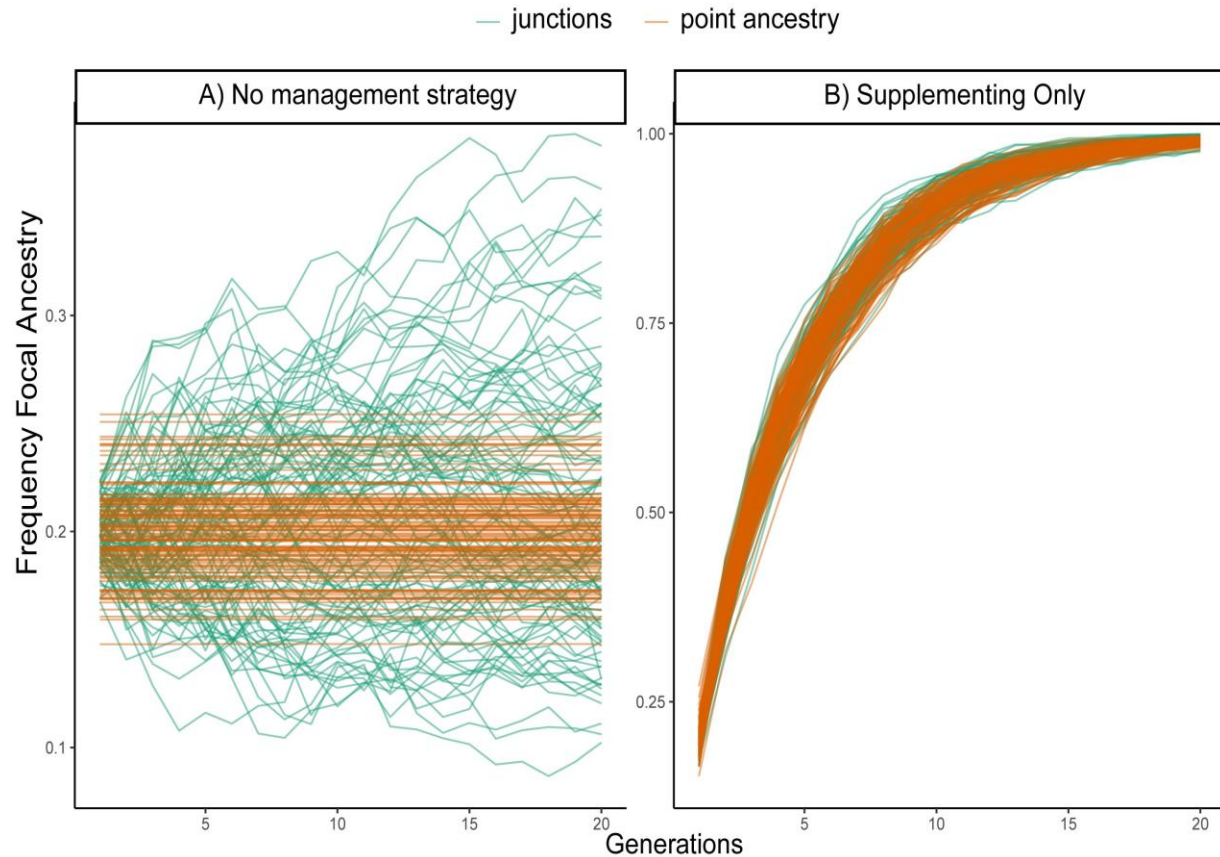 junctions point ancestry
A) No management strategy
B) Supplementing Only
Frequency Focal Ancestry
0.3
0.2
0.1
5 10 15 20
1.00
0.75
0.50
0.25
5 10 15 20
Generations